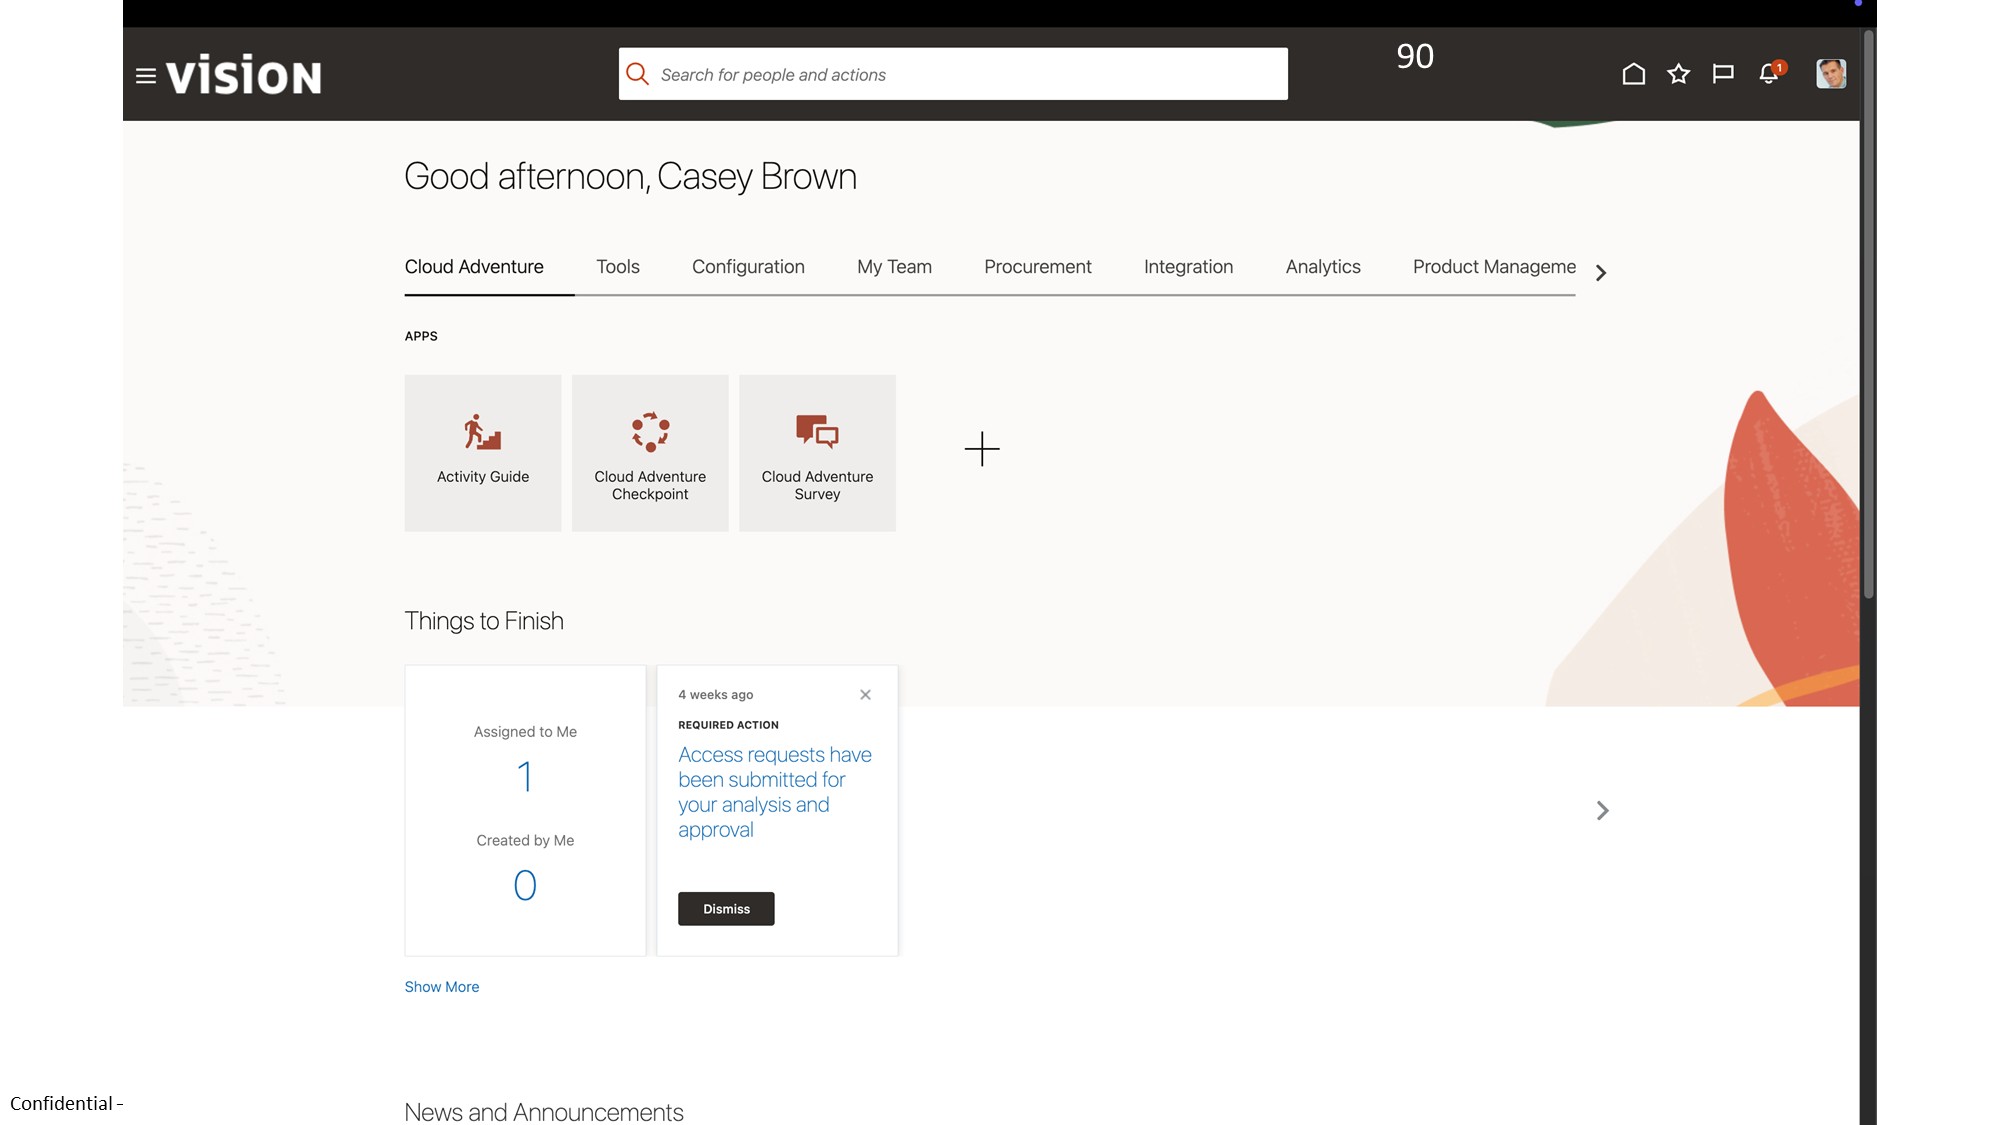 90
vision
Search for people and actions
1
Good afternoon, Casey Brown
Cloud Adventure Tools Configuration My Team Procurement Integration Analytics Product Manageme
APPS
Activity Guide
Cloud Adventure
Checkpoint
Cloud Adventure
Survey
Things to Finish
Assigned to Me
1
Created by Me
0
4 weeks ago
REQUIRED ACTION
Access requests have
been submitted for
your analysis and
approval
Dismiss
Show More
News and Announcements
Confidential –